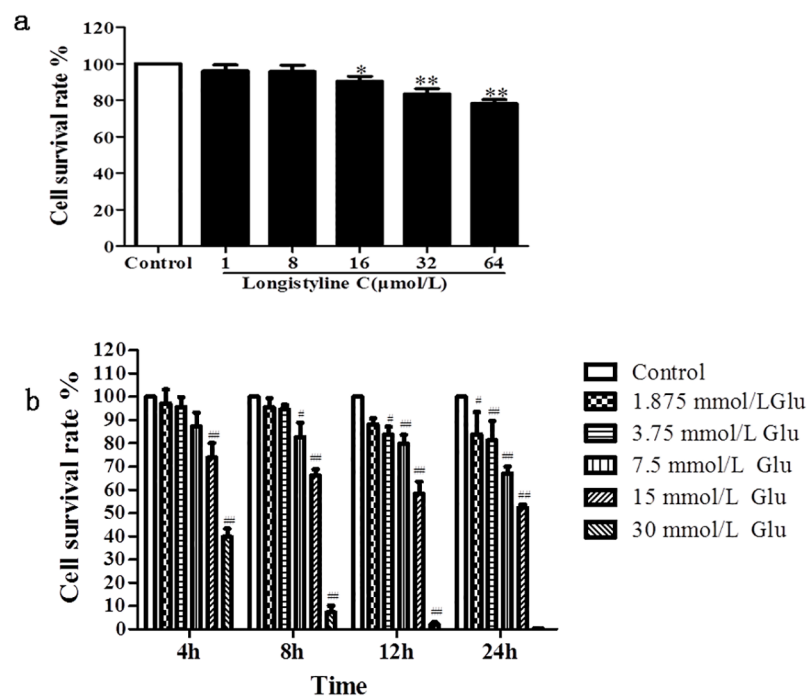 a
Cell survival rate %
120
100
80
60
40
20
0
* ** **
Control 1 8 16 32 64
Longistyline C(μmol/L)
b
Cell survival rate %
120
110
100
90
80
70
60
50
40
30
20
10
0
## ##
# ## ##
# ## ## ##
# ## ## ##
4h 8h 12h 24h
Time
Control
1.875 mmol/LGlu
3.75 mmol/L Glu
7.5 mmol/L Glu
15 mmol/L Glu
30 mmol/L Glu